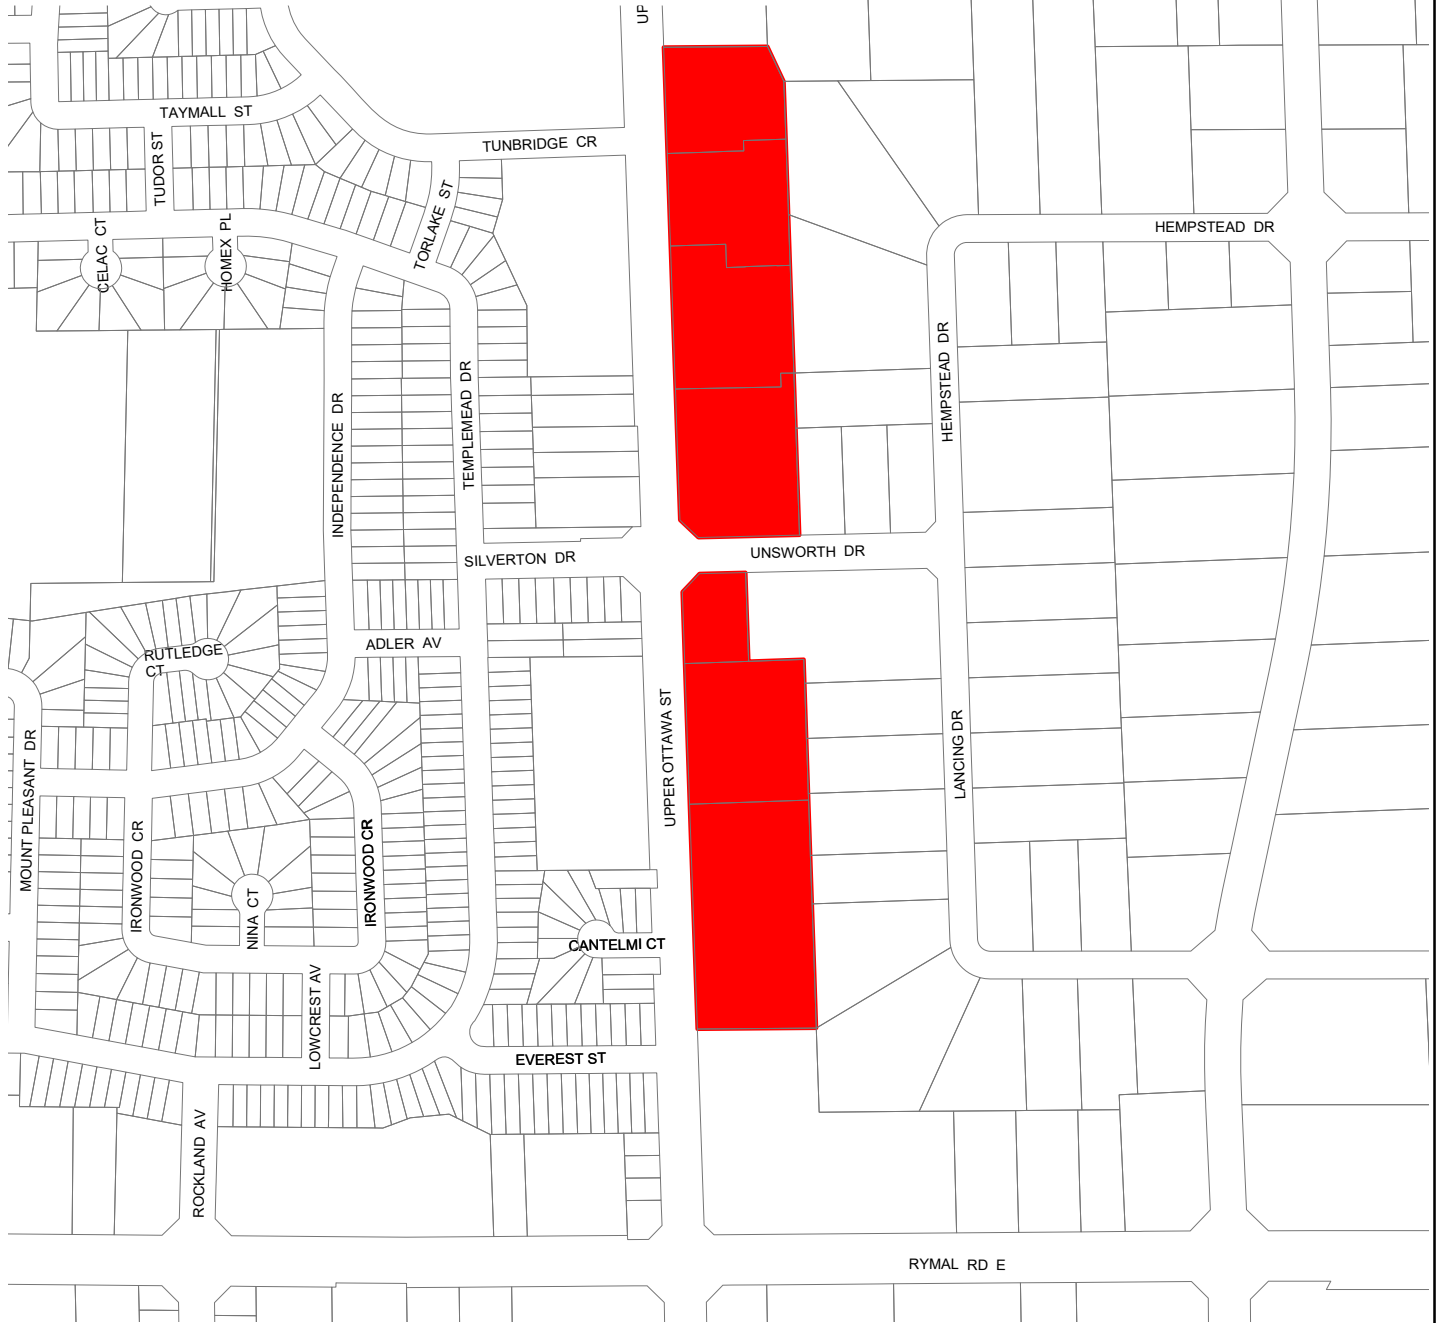 UP
TAYMALL ST
TUNBRIDGE CR
TUDOR ST
TORLAKE ST
CELAC CT
HOMEX PL
HEMPSTEAD DR
HEMPSTEAD DR
INDEPENDENCE DR
TEMPLEMEAD DR
SILVERTON DR
UNSWORTH DR
ADLER AV
RUTLEDGE
CT
UPPER OTTAWA ST
LANCING DR
MOUNT PLEASANT DR
IRONWOOD CR
IRONWOOD CR
NINA CT
CANTELMI CT
LOWCREST AV
EVEREST ST
ROCKLAND AV
RYMAL RD E